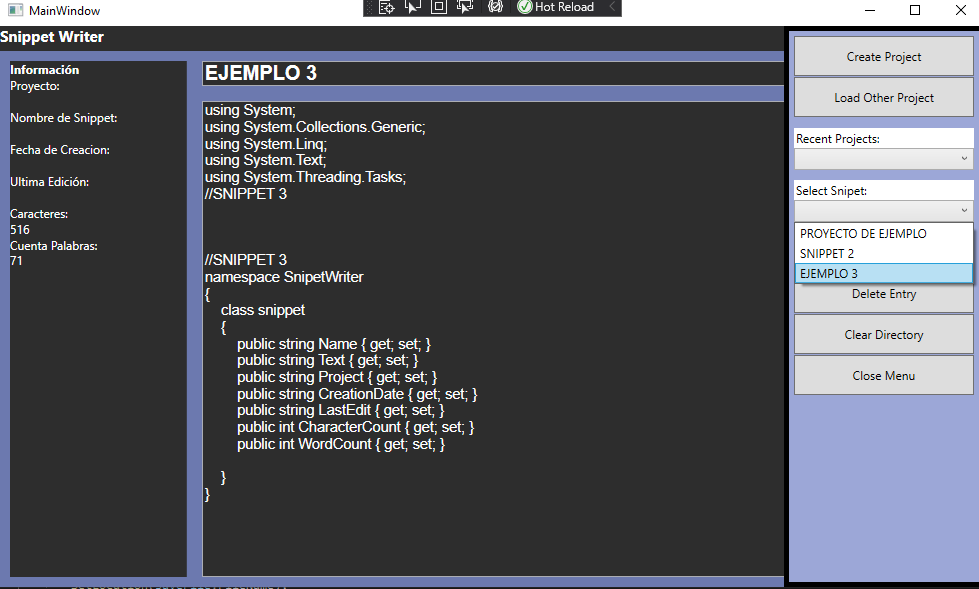 MainWindow
Hot Reload
Snippet Writer
Información
Proyecto:
Nombre de Snippet:
Fecha de Creacion:
Ultima Edición:
Caracteres:
516
Cuenta Palabras:
71
EJEMPLO 3
using System;
using System.Collections.Generic;
using System.Linq;
using System.Text;
using System.Threading.Tasks;
//SNIPPET 3
//SNIPPET 3
namespace SnipetWriter
{
class snippet
{
public string Name { get; set; }
public string Text { get; set; }
public string Project { get; set; }
public string CreationDate { get; set; }
public string LastEdit { get; set; }
public int CharacterCount { get; set; }
public int WordCount { get; set; }
}
}
Create Project
Load Other Project
Recent Projects:
Select Snipet:
PROYECTO DE EJEMPLO
SNIPPET 2
EJEMPLO 3
Delete Entry
Clear Directory
Close Menu